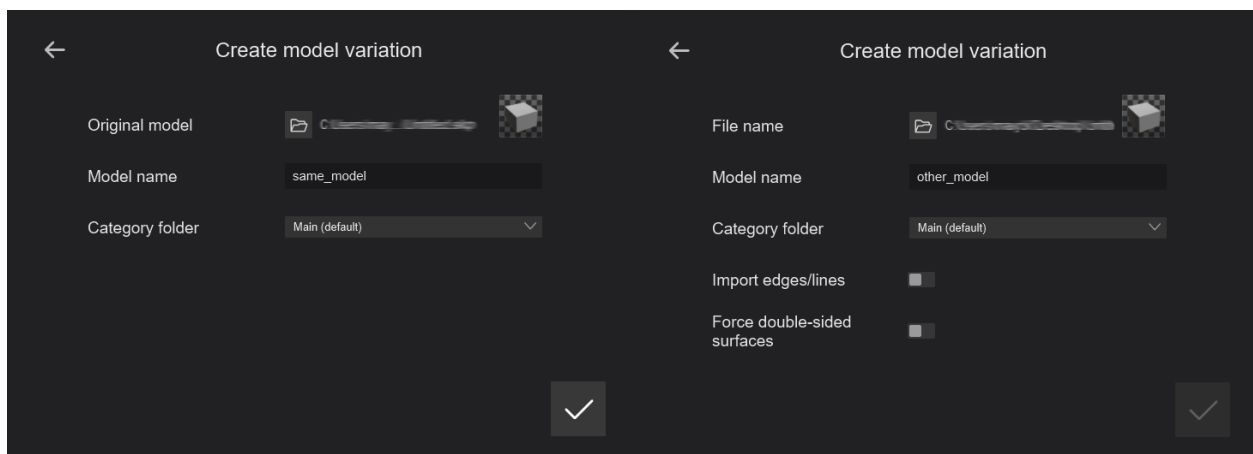 Create model variation
Original model
Model name
same_model
Category folder
Main (default)
Create model variation
File name
Model name
other_model
Category folder
Main (default)
Import edges/lines
Force double-sided
surfaces